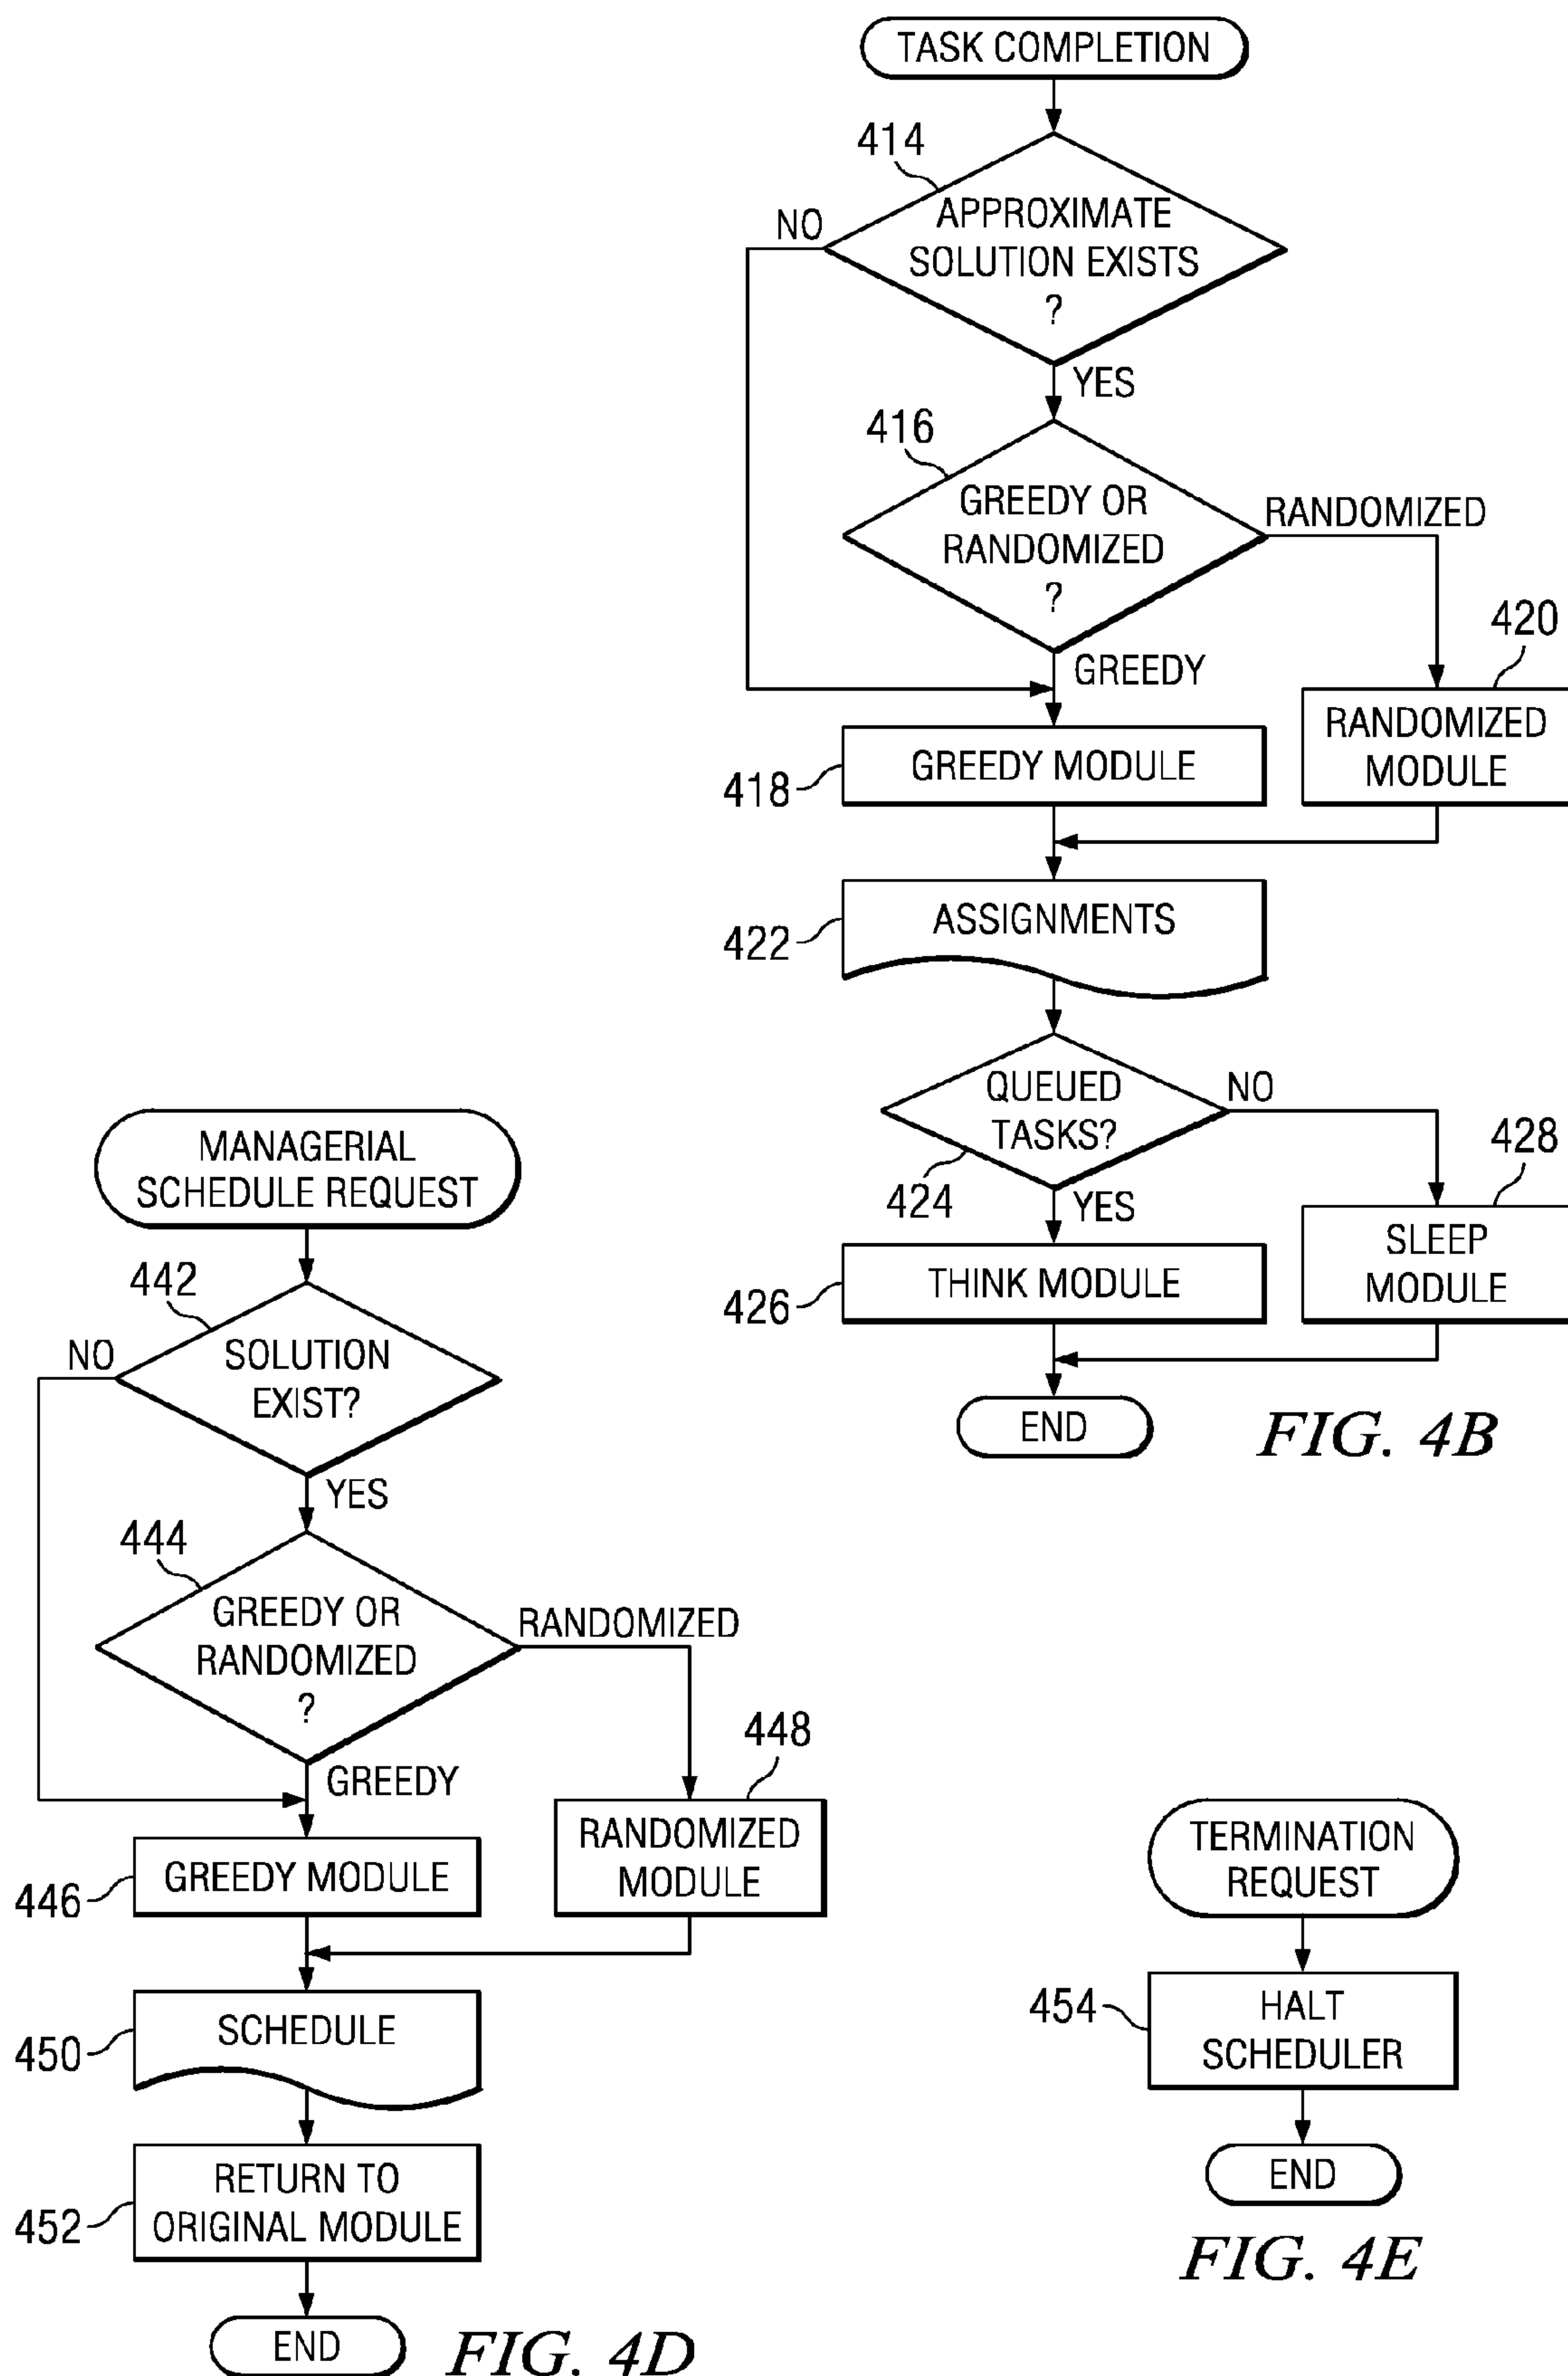 TASK COMPLETION
414
APPROXIMATE
SOLUTION EXISTS
?
NO
YES
416
GREEDY OR
RANDOMIZED
?
RANDOMIZED
GREEDY
420
RANDOMIZED
MODULE
GREEDY MODULE
418
ASSIGNMENTS
422
QUEUED
TASKS?
NO
424
YES
428
SLEEP
MODULE
THINK MODULE
426
END
FIG. 4B
MANAGERIAL
SCHEDULE REQUEST
442
SOLUTION
EXIST?
NO
YES
444
GREEDY OR
RANDOMIZED
?
RANDOMIZED
GREEDY
448
RANDOMIZED
MODULE
GREEDY MODULE
446
SCHEDULE
450
RETURN TO
ORIGINAL MODULE
452
END
FIG. 4D
TERMINATION
REQUEST
454
HALT
SCHEDULER
END
FIG. 4E